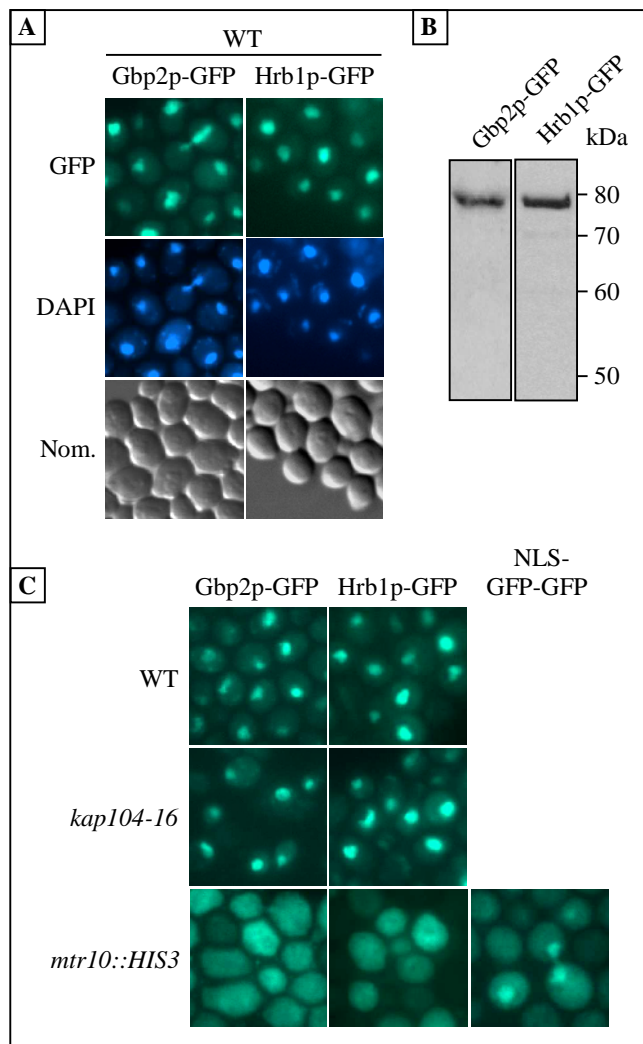 A
WT
Gbp2p-GFP Hrb1p-GFP
GFP
DAPI
Nom.
B
Gbp2p-GFP
Hrb1p-GFP
kDa
80
70
60
50
C
Gbp2p-GFP Hrb1p-GFP NLS-
GFP-GFP
WT
kap104-16
mtr10::HIS3